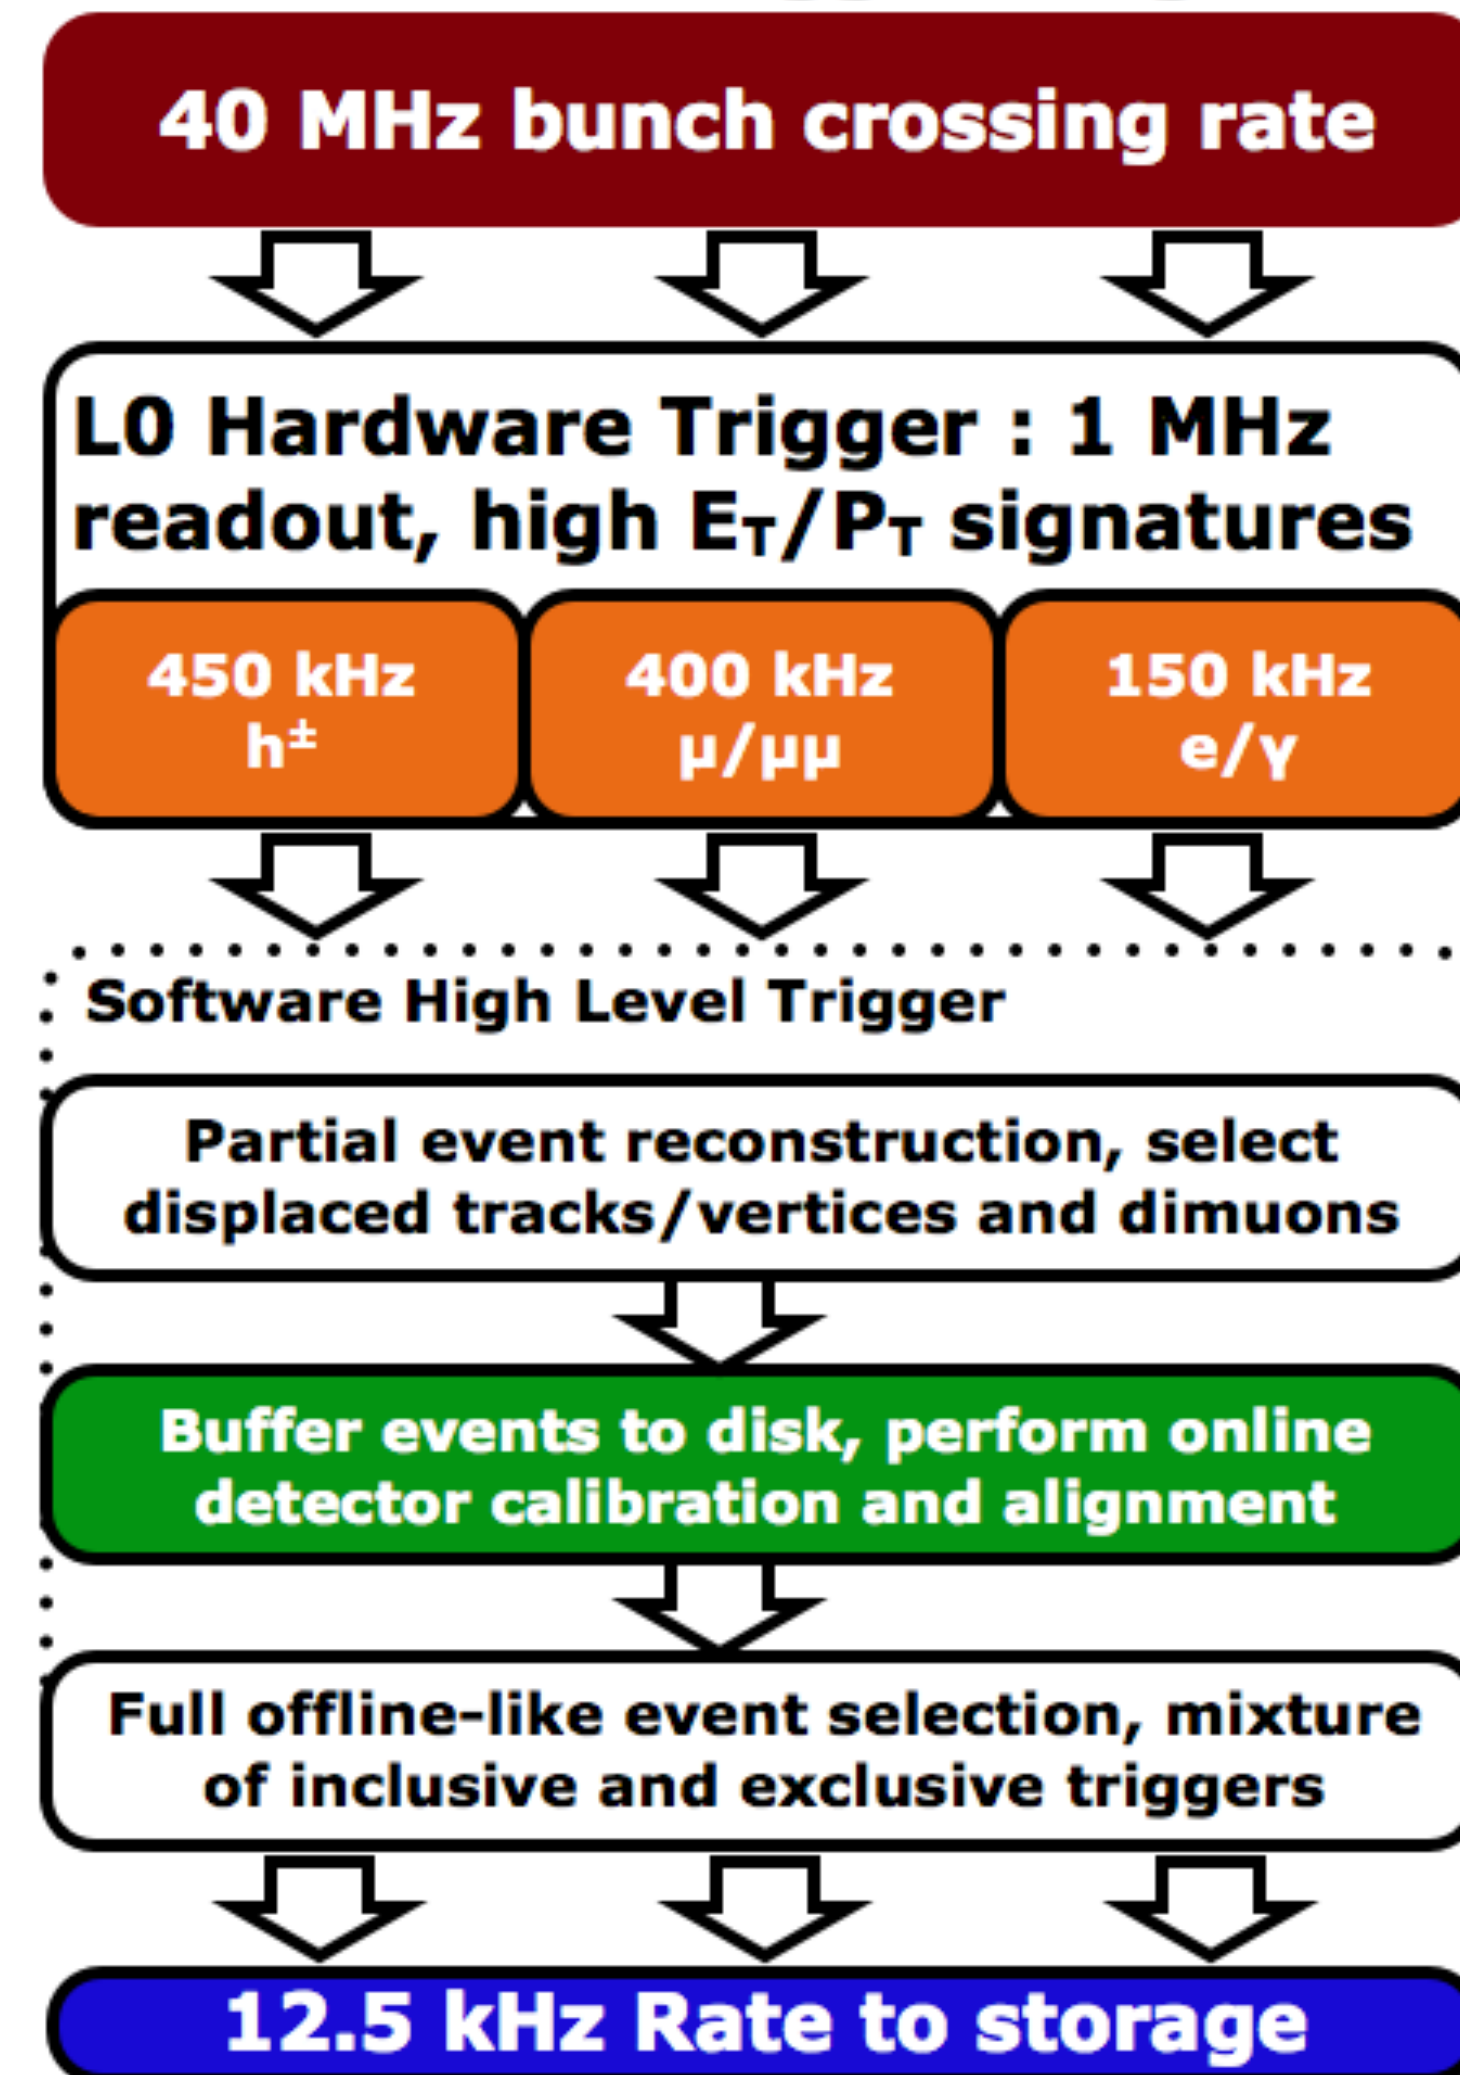 40 MHz bunch crossing rate
L0 Hardware Trigger : 1 MHz
readout, high E_T/P_T signatures
450 kHz
h±
400 kHz
μ/μμ
150 kHz
e/γ
Software High Level Trigger
Partial event reconstruction, select
displaced tracks/vertices and dimuons
Buffer events to disk, perform online
detector calibration and alignment
Full offline-like event selection, mixture
of inclusive and exclusive triggers
12.5 kHz Rate to storage